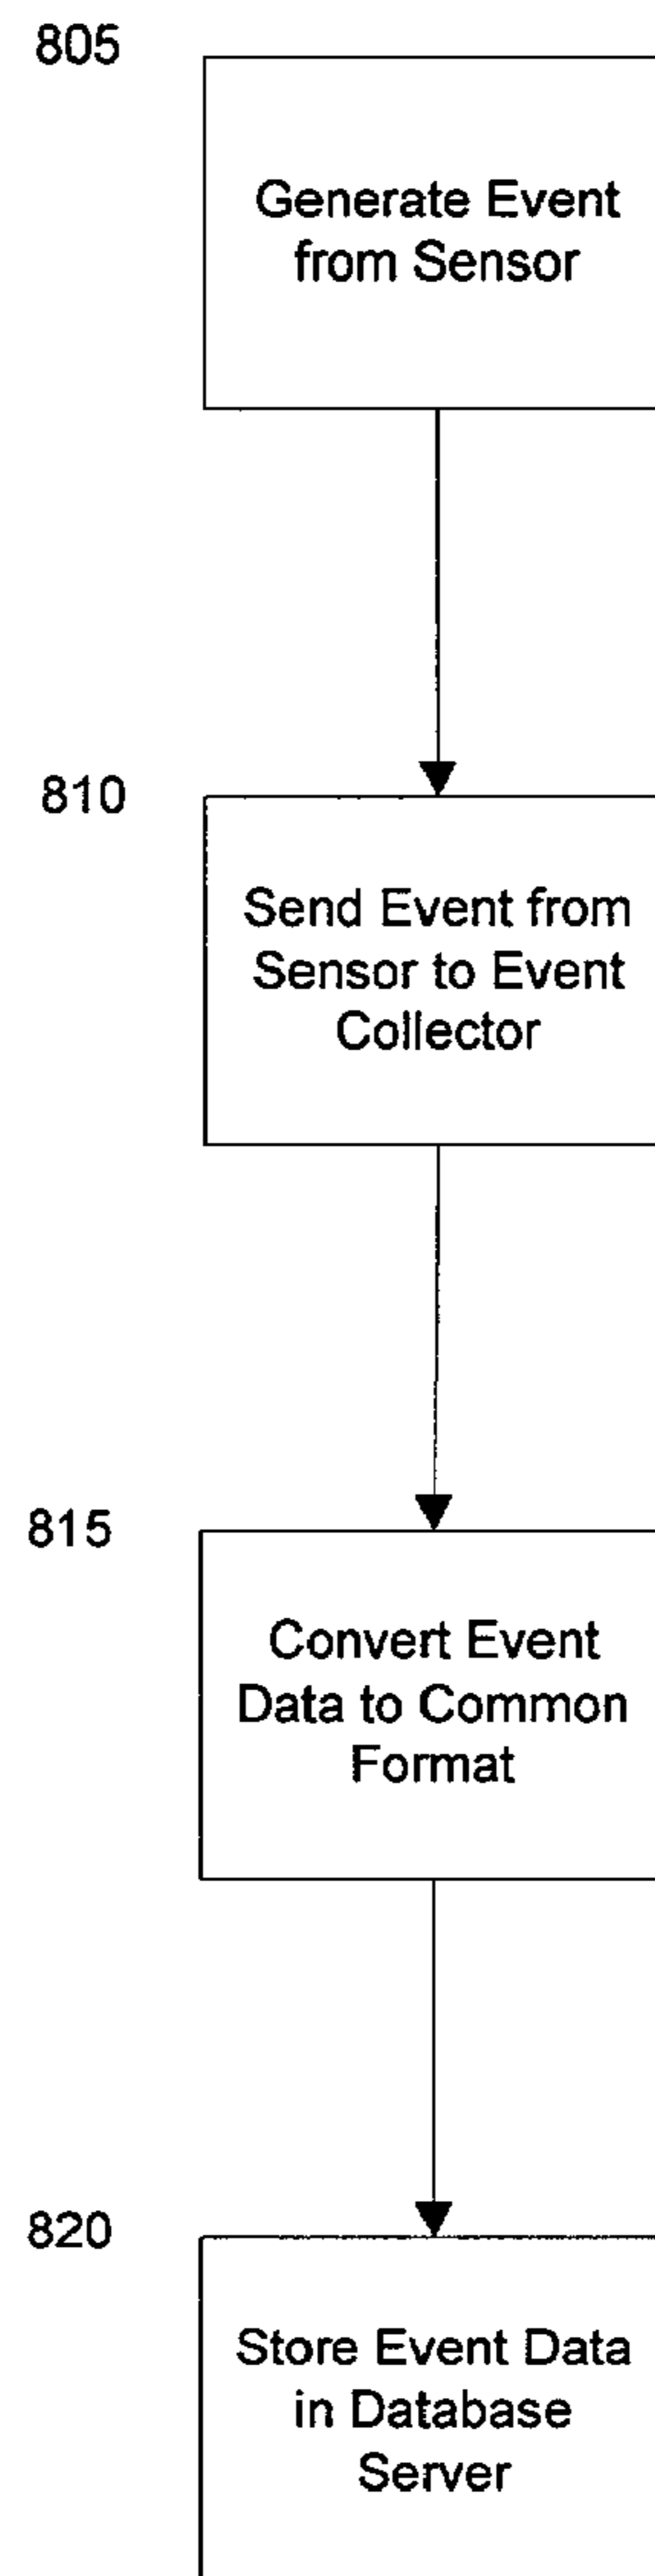 805
Generate Event
from Sensor
810
Send Event from
Sensor to Event
Collector
815
Convert Event
Data to Common
Format
820
Store Event Data
in Database
Server